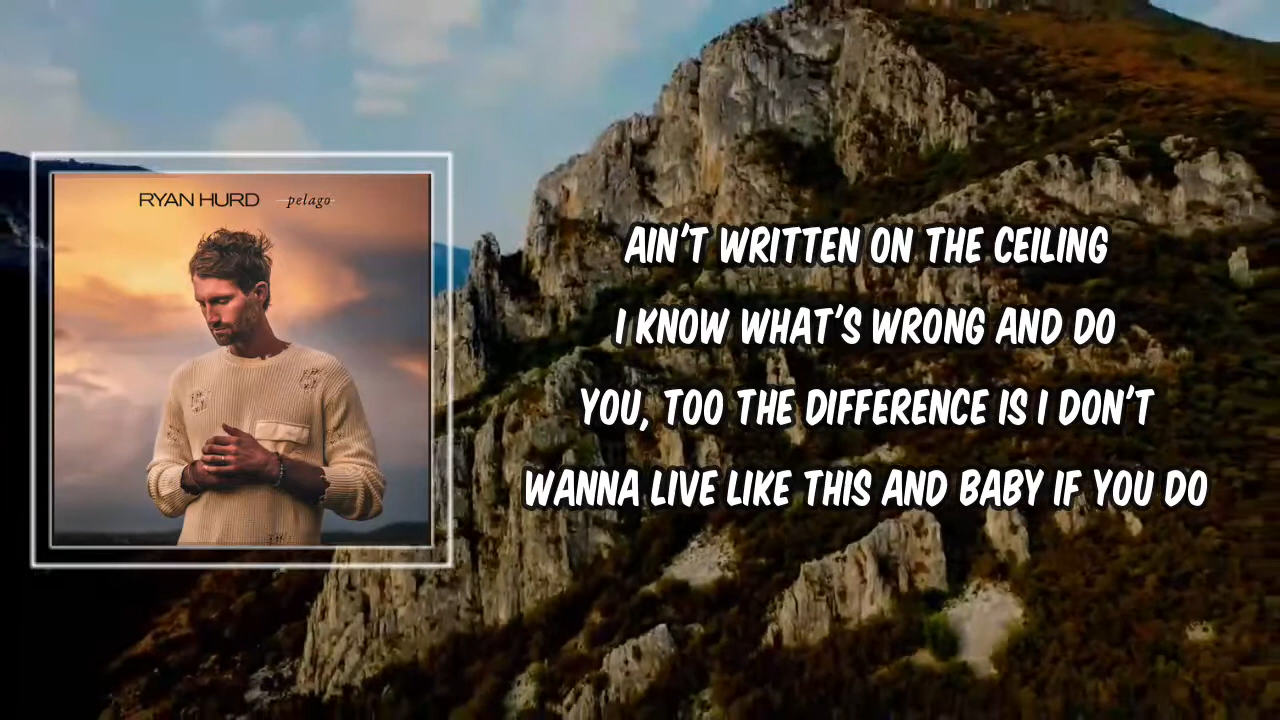 RYAN HURD pelago
AIN'T WRITTEN ON THE CEILING
I KNOW WHAT'S WRONG AND DO
YOU, TOO THE DIFFERENCE IS I DON'T
WANNA LIVE LIKE THIS AND BABY IF YOU DO